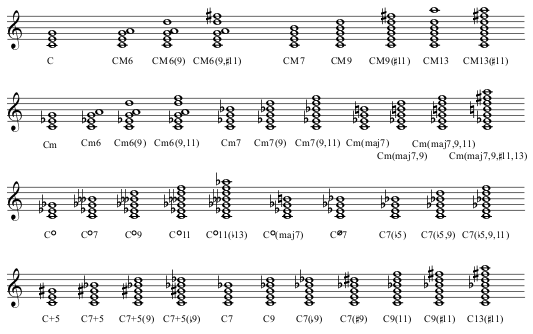 C CM6 CM6(9) CM6(9,♯11) CM7 CM9 CM9(♯11) CM13 CM13(♯11)
Cm Cm6 Cm6(9) Cm6(9,11) Cm7 Cm7(9) Cm7(9,11) Cm(maj7) Cm(maj7,9,11)
Cm(maj7,9) Cm(maj7,9,♯11,13)
C° C°7 C°9 C°11 C°11(♭13) C°(maj7) Cø7 C7(♭5) C7(♭5,9) C7(♭5,9,11)
C+5 C7+5 C7+5(9) C7+5(♭9) C7 C9 C7(♭9) C7(♯9) C9(11) C9(♯11) C13(♯11)